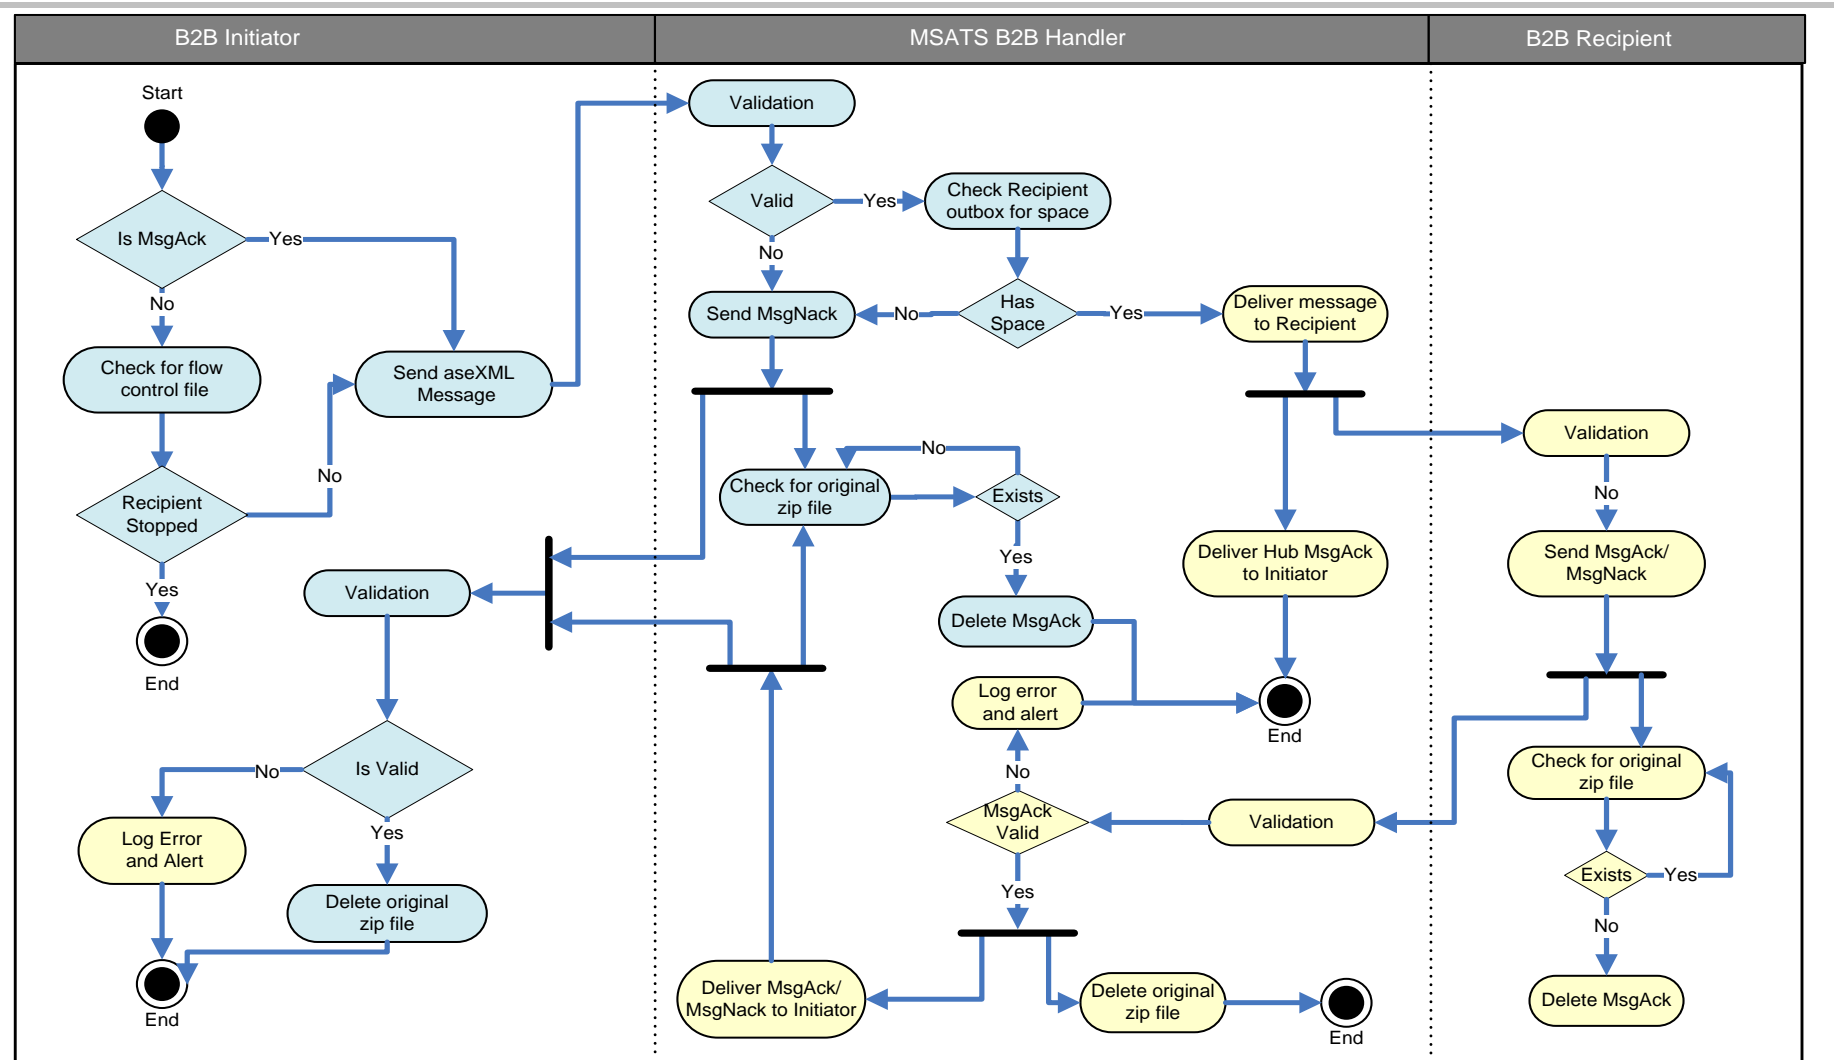 B2B Initiator
MSATS B2B Handler
B2B Recipient
Start
Is MsgAck
Yes
No
Check for flow
control file
Send aseXML
Message
No
Recipient
Stopped
Yes
End
Validation
Is Valid
No
Yes
Log Error
and Alert
Delete original
zip file
End
Validation
Valid
Yes
Check Recipient
outbox for space
No
Send MsgNack
No
Has
Space
Yes
Deliver message
to Recipient
No
Check for original
zip file
Exists
Yes
Deliver Hub MsgAck
to Initiator
Delete MsgAck
Log error
and alert
End
No
MsgAck
Valid
Validation
Yes
Deliver MsgAck/
MsgNack to Initiator
Delete original
zip file
End
Validation
No
Send MsgAck/
MsgNack
Check for original
zip file
Exists
Yes
No
Delete MsgAck